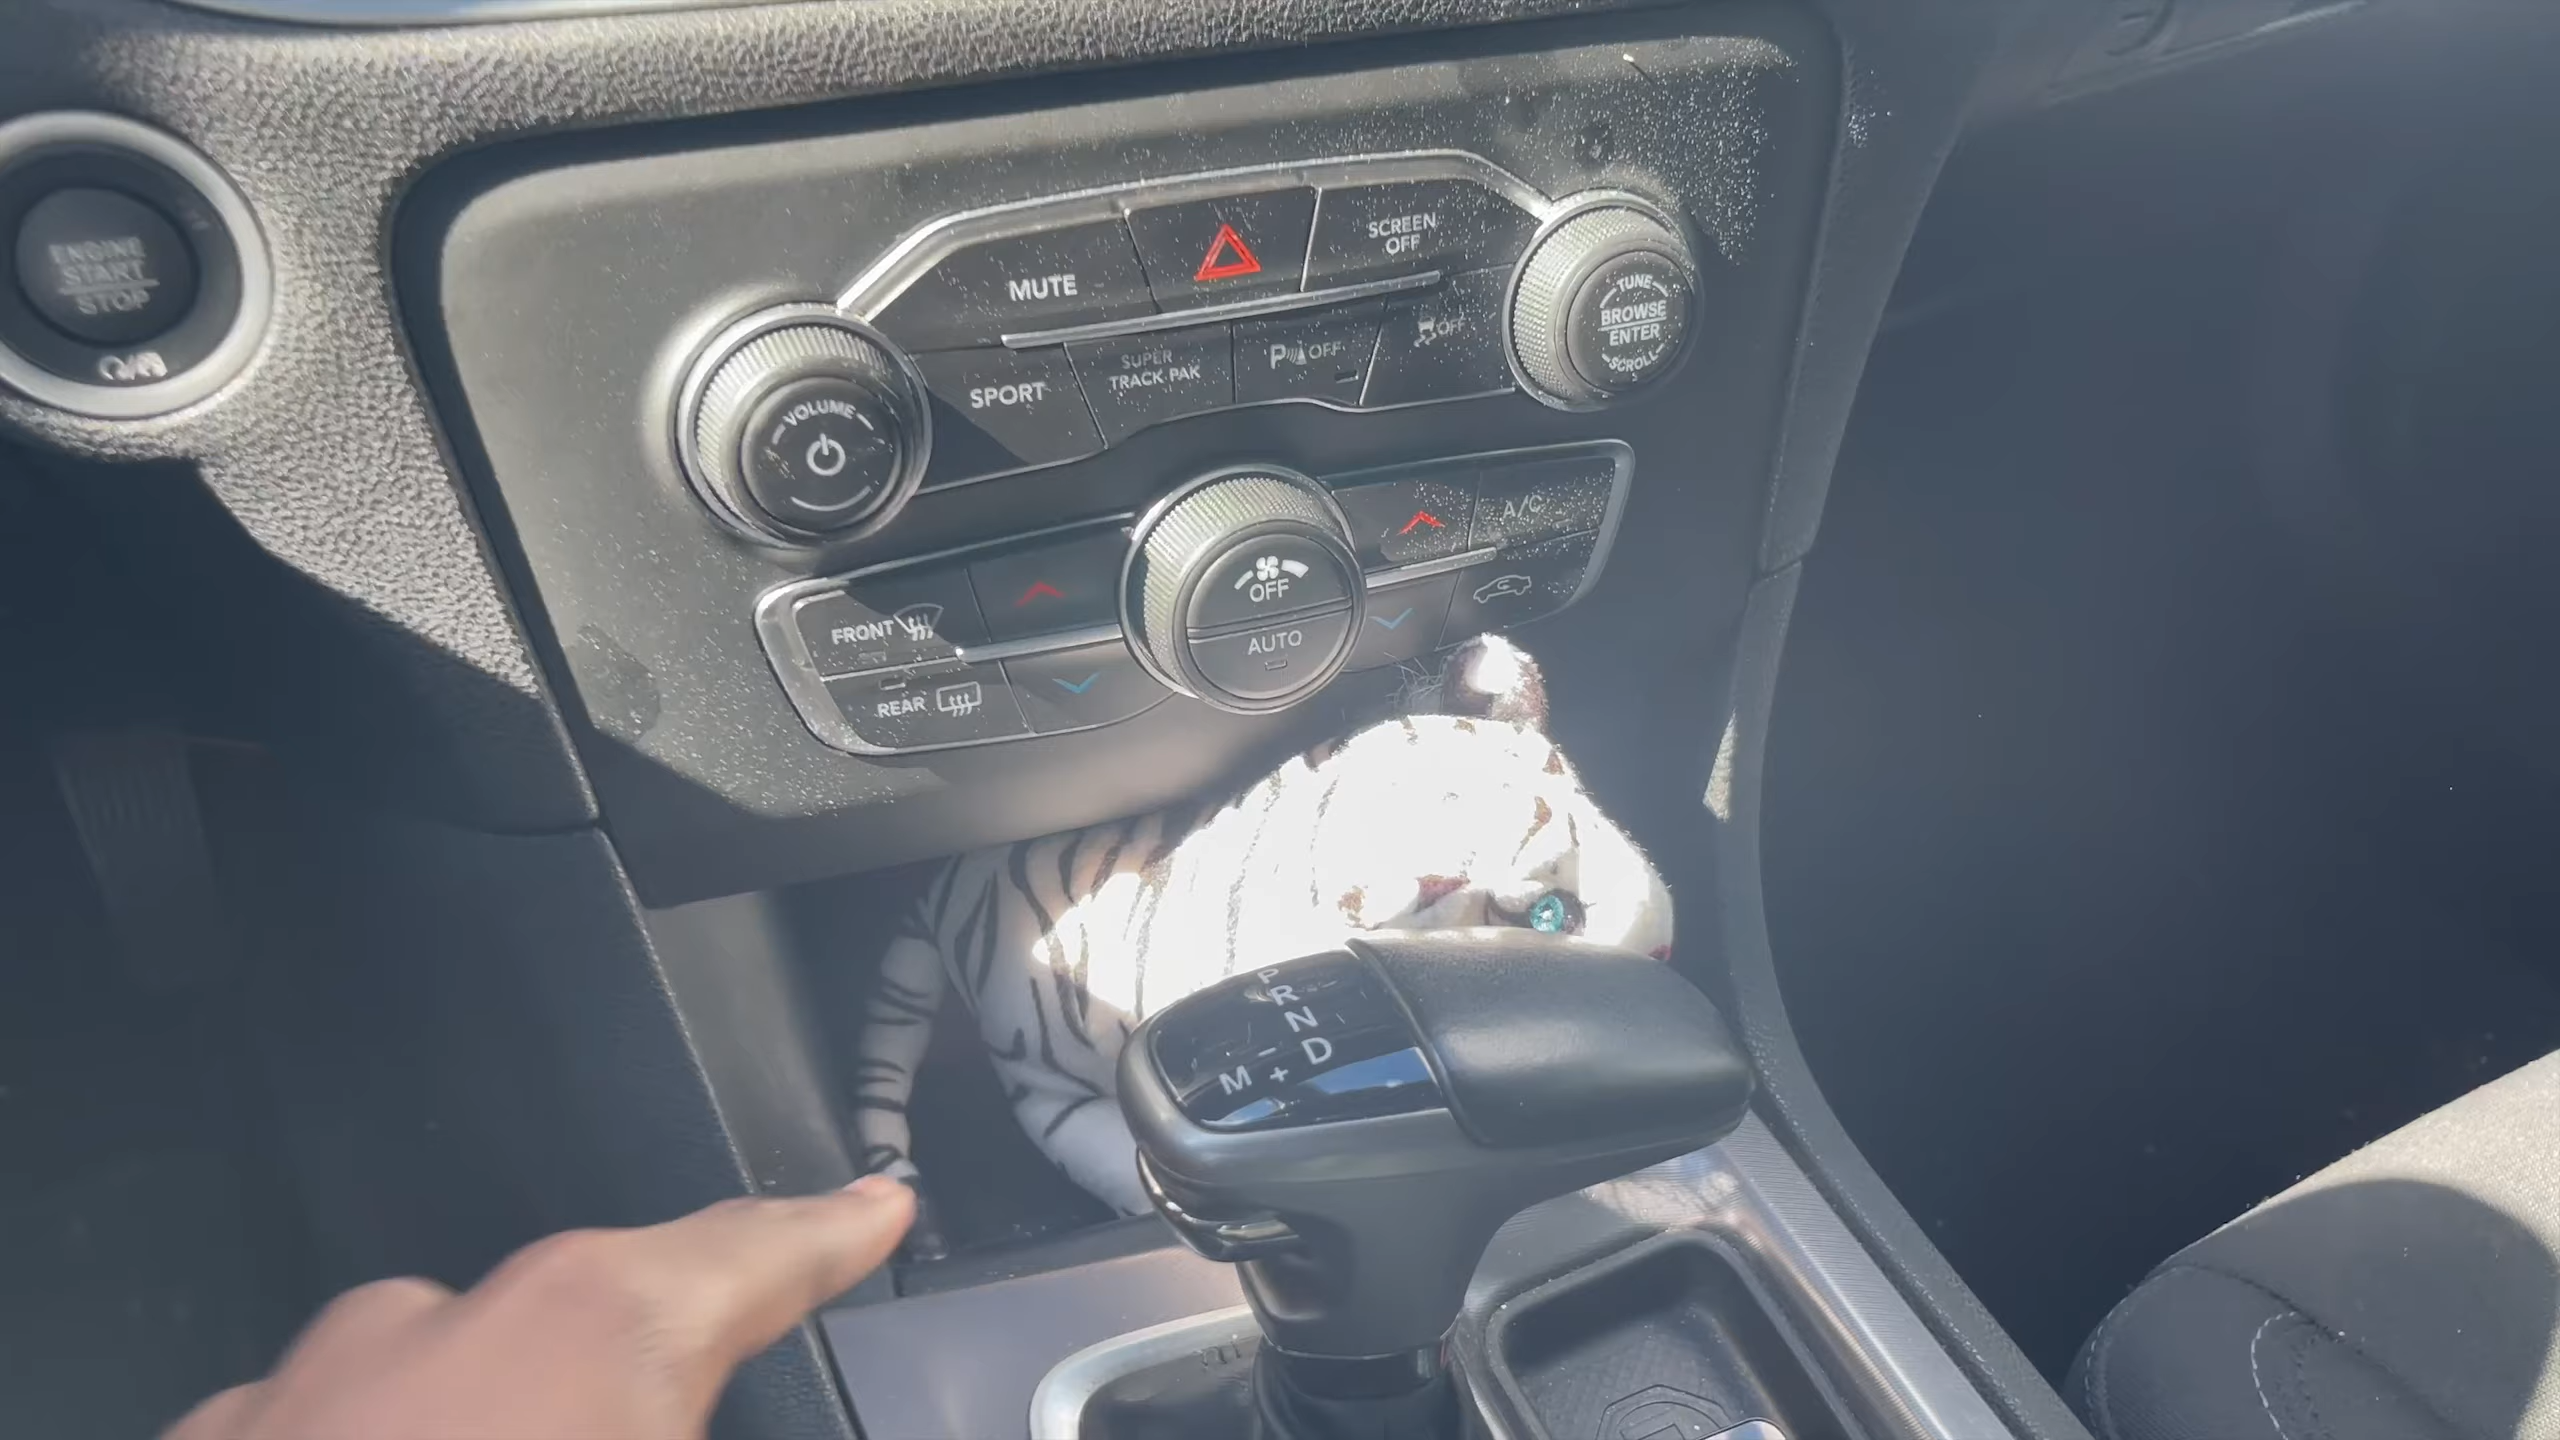 ENGINE
START
STOP
MUTE
SCREEN
OFF
TUNE
BROWSE
ENTER
SCROLL
VOLUME
SPORT
SUPER
TRACK PAK
P OFF
OFF
A/C
OFF
AUTO
FRONT
REAR
P
R
N
D
M - +